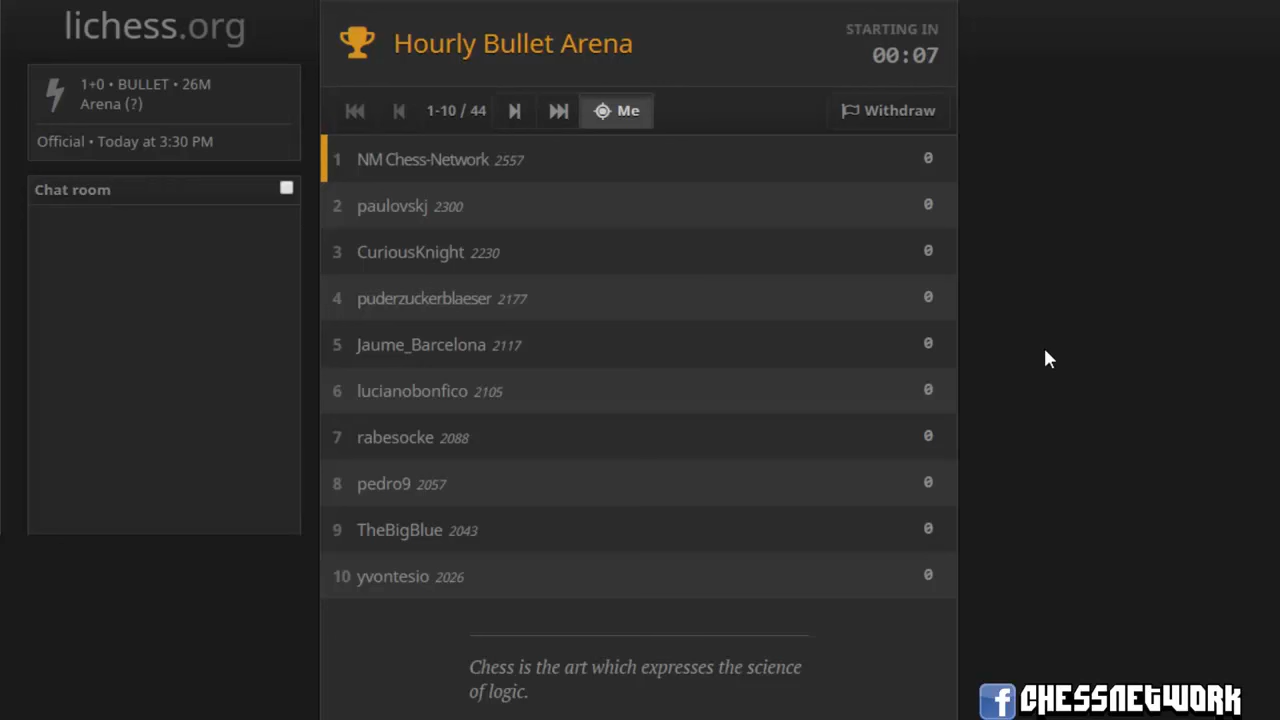 lichess.org
1+0 • BULLET • 26M
Arena (?)
Official • Today at 3:30 PM
Chat room
Hourly Bullet Arena
STARTING IN
00:07
1-10 / 44
Me
Withdraw
1 NM Chess-Network 2557 0
2 paulovskj 2300 0
3 CuriousKnight 2230 0
4 puderzuckerblaeser 2177 0
5 Jaume_Barcelona 2117 0
6 lucianobonfico 2105 0
7 rabesocke 2088 0
8 pedro9 2057 0
9 TheBigBlue 2043 0
10 yvontesio 2026 0
Chess is the art which expresses the science
of logic.
f CHESSNETWORK